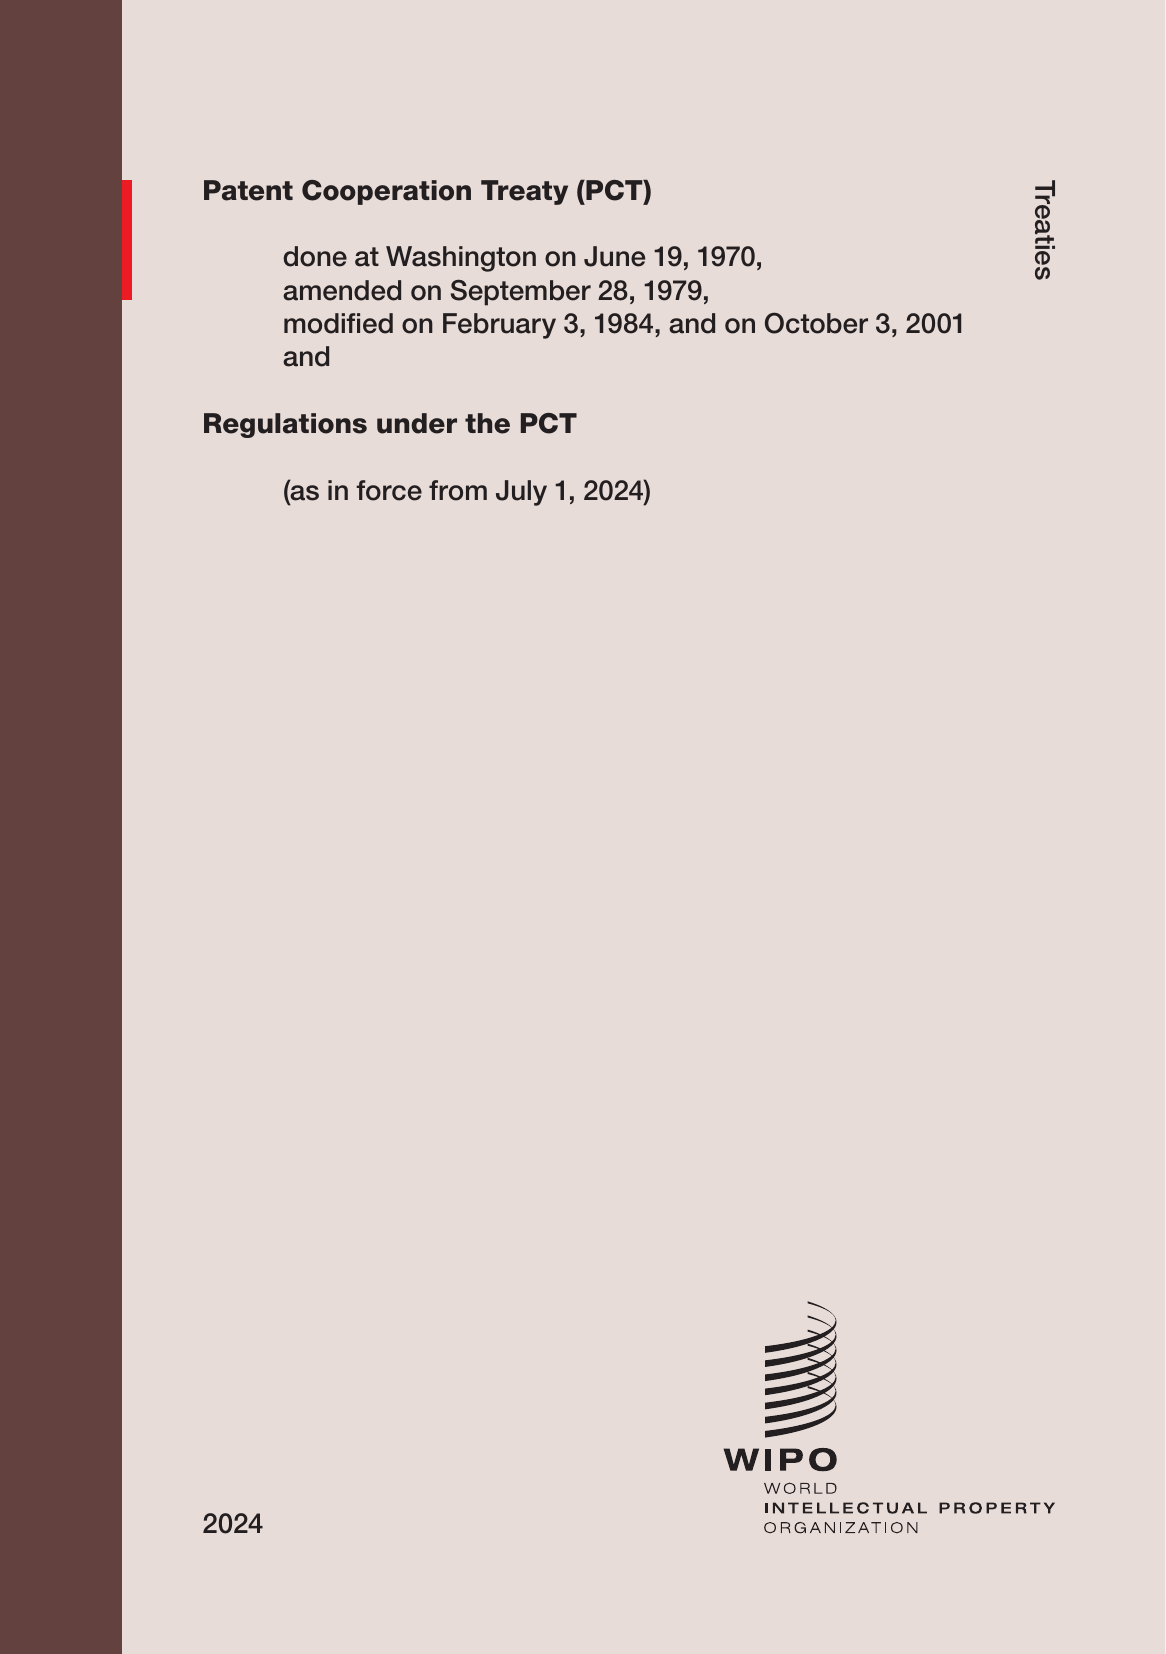 Patent Cooperation Treaty (PCT)
Treaties
done at Washington on June 19, 1970,
amended on September 28, 1979,
modified on February 3, 1984, and on October 3, 2001
and
Regulations under the PCT
(as in force from July 1, 2024)
WIPO
WORLD
INTELLECTUAL PROPERTY
ORGANIZATION
2024